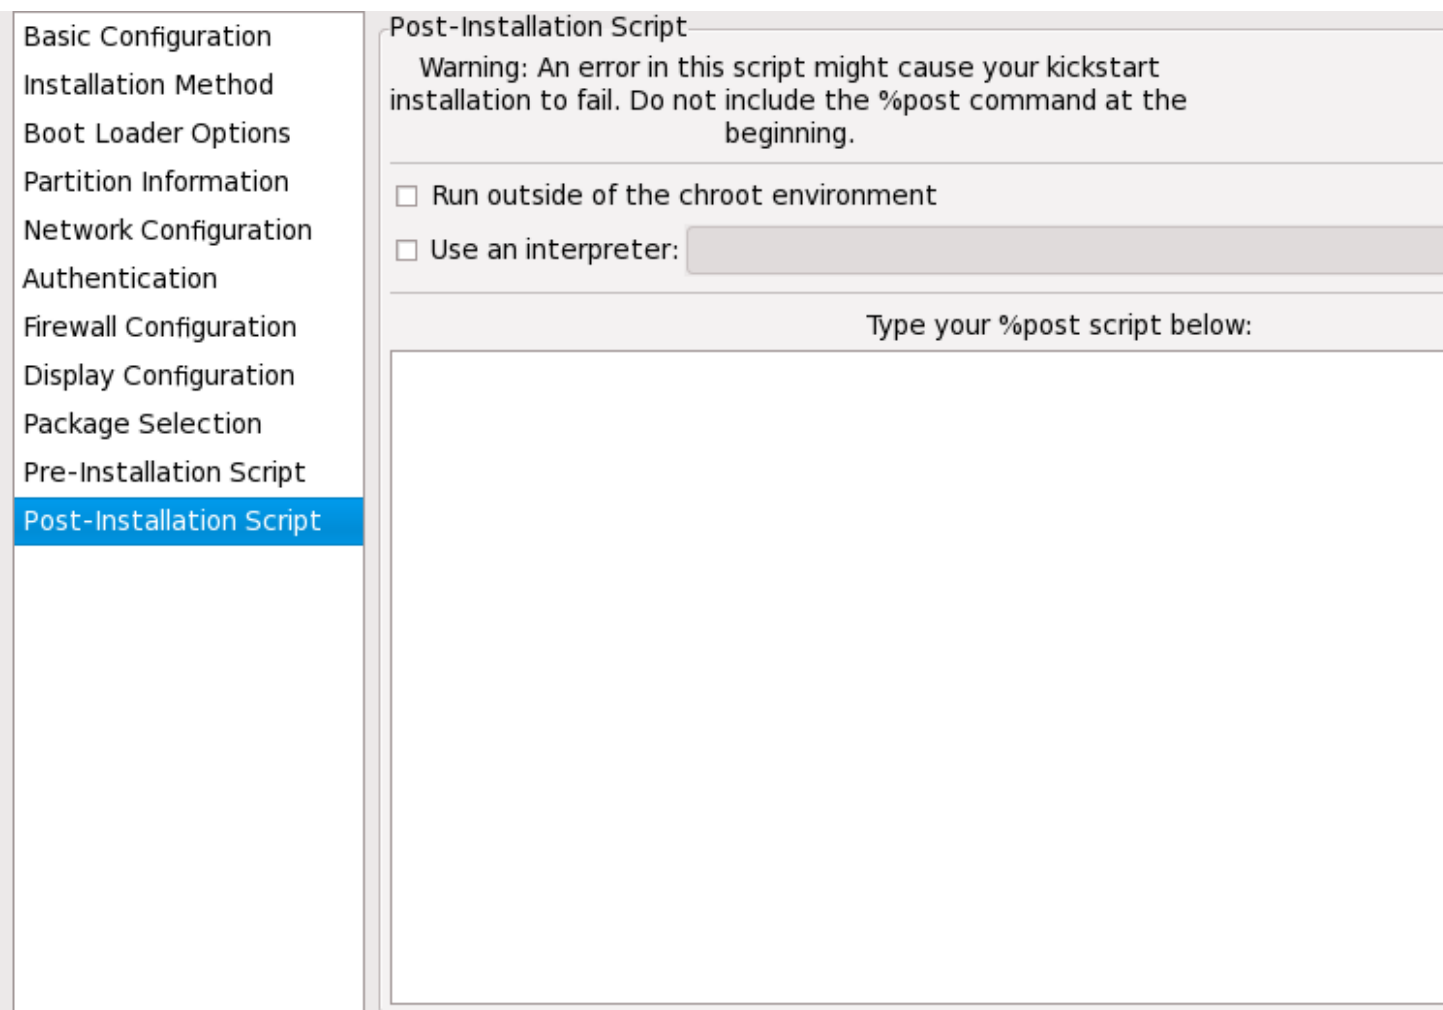 Basic Configuration
Installation Method
Boot Loader Options
Partition Information
Network Configuration
Authentication
Firewall Configuration
Display Configuration
Package Selection
Pre-Installation Script
Post-Installation Script
Post-Installation Script
Warning: An error in this script might cause your kickstart
installation to fail. Do not include the %post command at the
beginning.
Run outside of the chroot environment
Use an interpreter:
Type your %post script below: